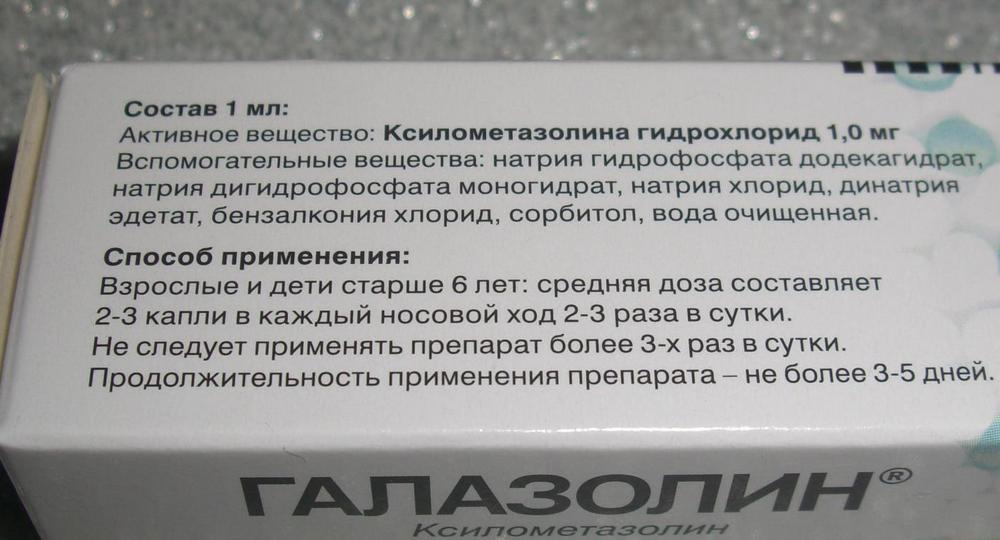 Состав 1 мл:
Активное вещество: Ксилометазолина гидрохлорид 1,0 мг
Вспомогательные вещества: натрия гидрофосфата додекагидрат,
натрия дигидрофосфата моногидрат, натрия хлорид, динатрия
эдетат, бензалкония хлорид, сорбитол, вода очищенная.
Способ применения:
Взрослые и дети старше 6 лет: средняя доза составляет
2-3 капли в каждый носовой ход 2-3 раза в сутки.
Не следует применять препарат более 3-х раз в сутки.
Продолжительность применения препарата – не более 3-5 дней.
ГАЛАЗОЛИН®
Ксилометазолин